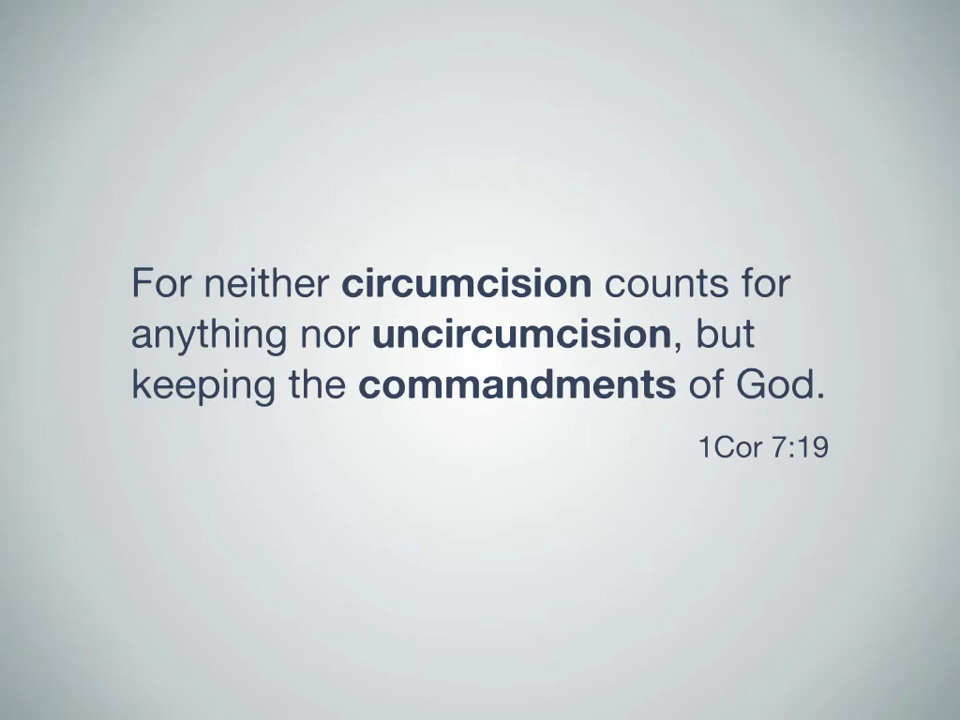 For neither circumcision counts for
anything nor uncircumcision, but
keeping the commandments of God.
1Cor 7:19